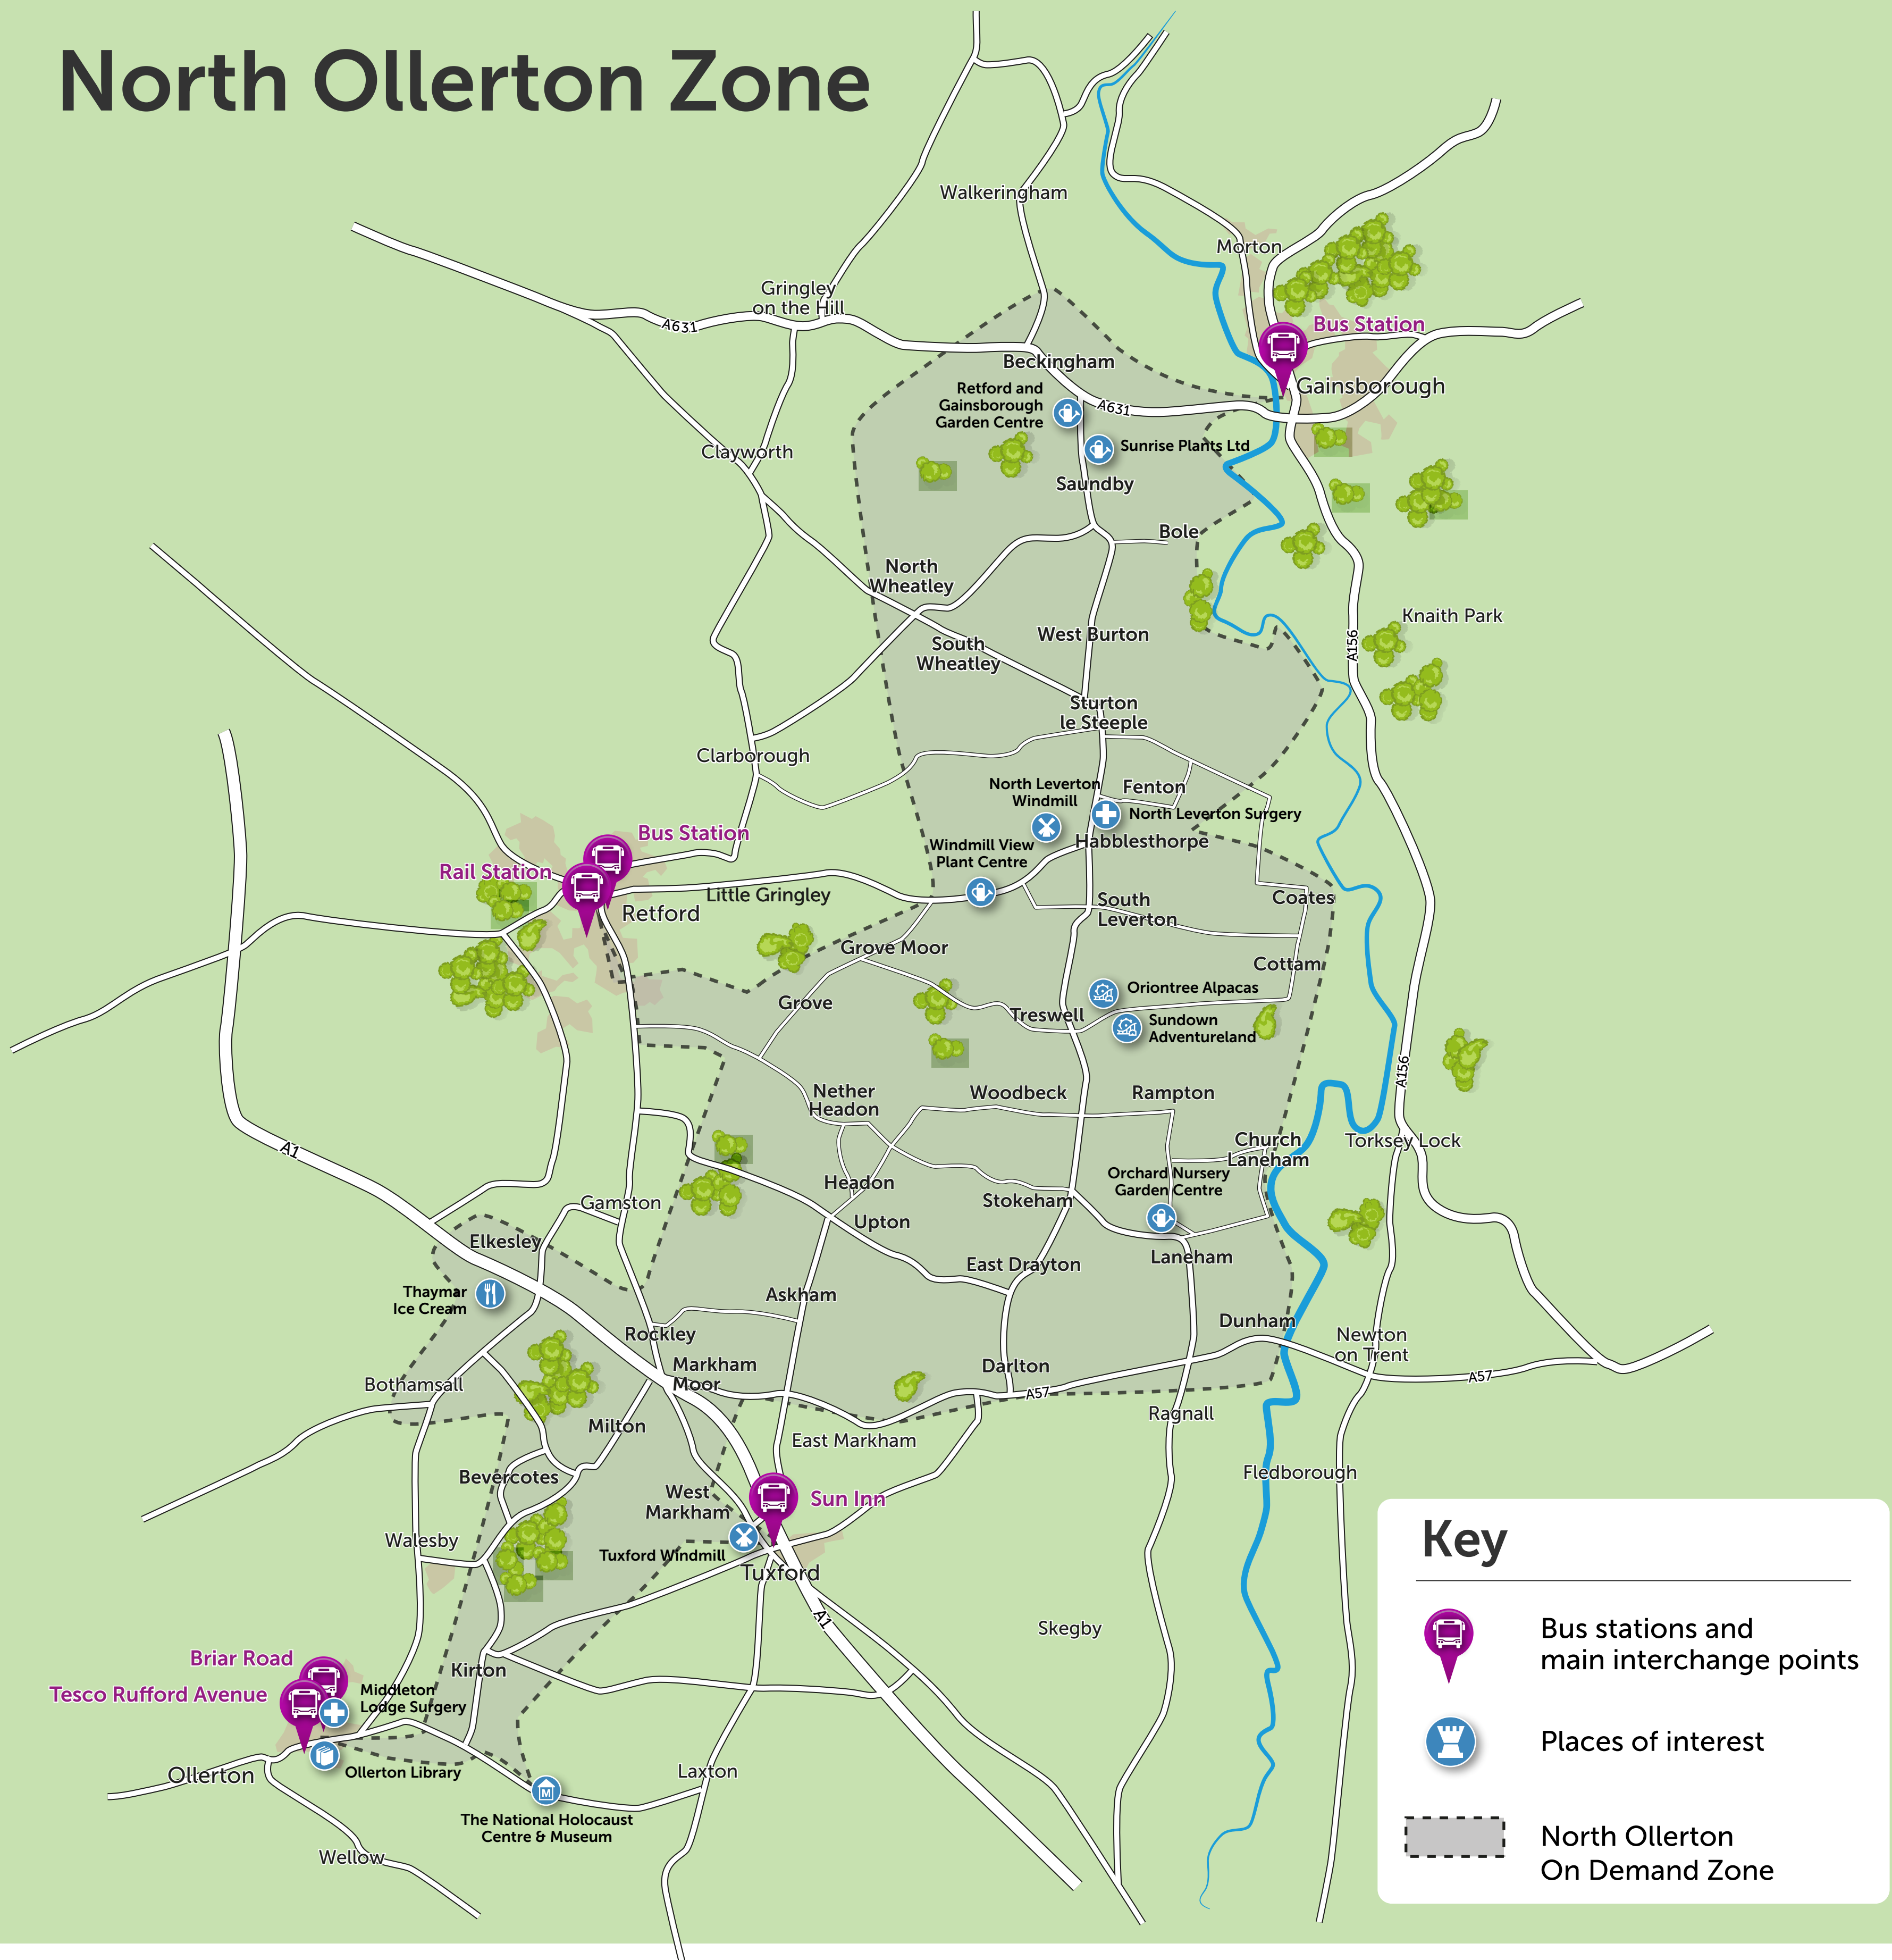 North Ollerton Zone
Walkeringham
Morton
Gringley
on the Hill
A631
Bus Station
Beckingham
Gainsborough
Retford and
Gainsborough
Garden Centre
A631
Sunrise Plants Ltd
Clayworth
Saundby
Bole
North
Wheatley
Knaith Park
West Burton
A156
South
Wheatley
Sturton
le Steeple
Clarborough
North Leverton
Windmill
Fenton
North Leverton Surgery
Bus Station
Habblesthorpe
Windmill View
Plant Centre
Rail Station
Little Gringley
Retford
South
Leverton
Coates
Grove Moor
Cottam
Oriontree Alpacas
Grove
Treswell
Sundown
Adventureland
A156
Nether
Headon
Woodbeck
Rampton
A1
Church
Laneham
Torksey Lock
Orchard Nursery
Garden Centre
Headon
Gamston
Stokeham
Upton
Elkesley
Laneham
East Drayton
Thaymar
Ice Cream
Askham
Dunham
Rockley
Newton
on Trent
Markham
Moor
Darlton
Bothamsall
A57
A57
Ragnall
Milton
East Markham
Bevercotes
Fledborough
West
Markham
Sun Inn
Walesby
Tuxford Windmill
Tuxford
A1
Skegby
Briar Road
Kirton
Tesco Rufford Avenue
Middleton
Lodge Surgery
Ollerton
Ollerton Library
Laxton
The National Holocaust
Centre & Museum
M
Wellow
Key
Bus stations and
main interchange points
Places of interest
North Ollerton
On Demand Zone